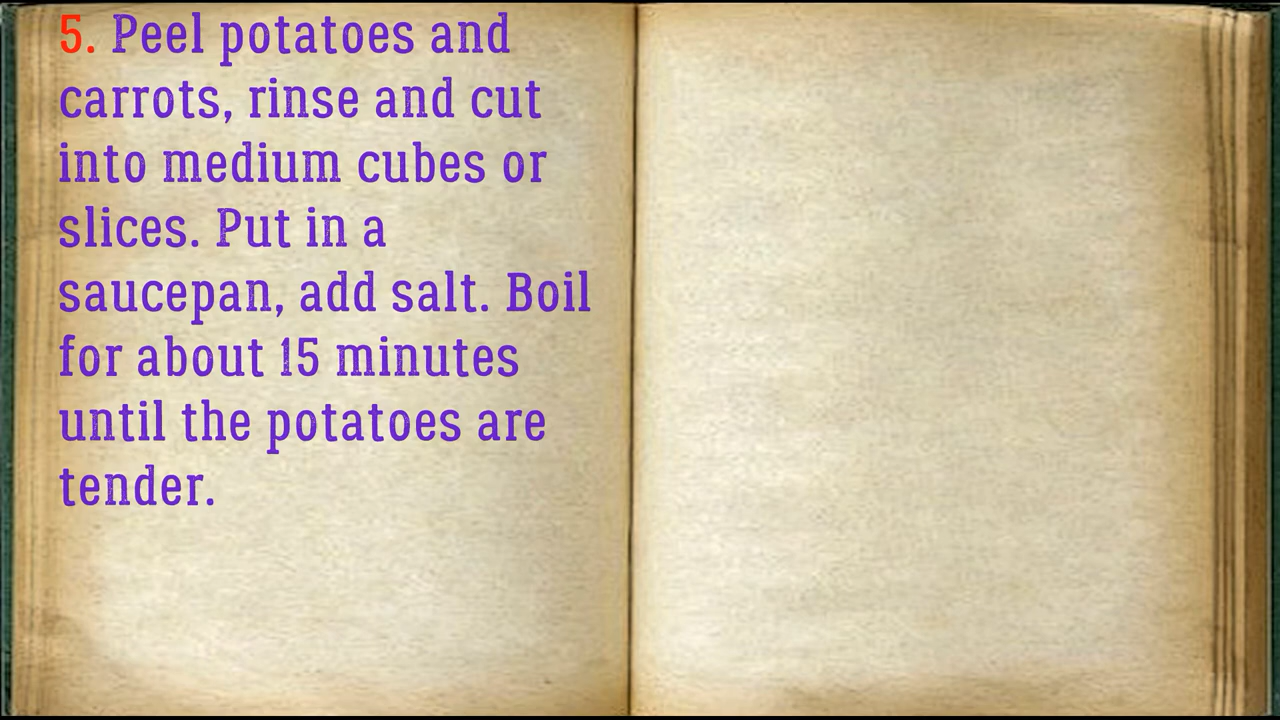 5. Peel potatoes and
carrots, rinse and cut
into medium cubes or
slices. Put in a
saucepan, add salt. Boil
for about 15 minutes
until the potatoes are
tender.